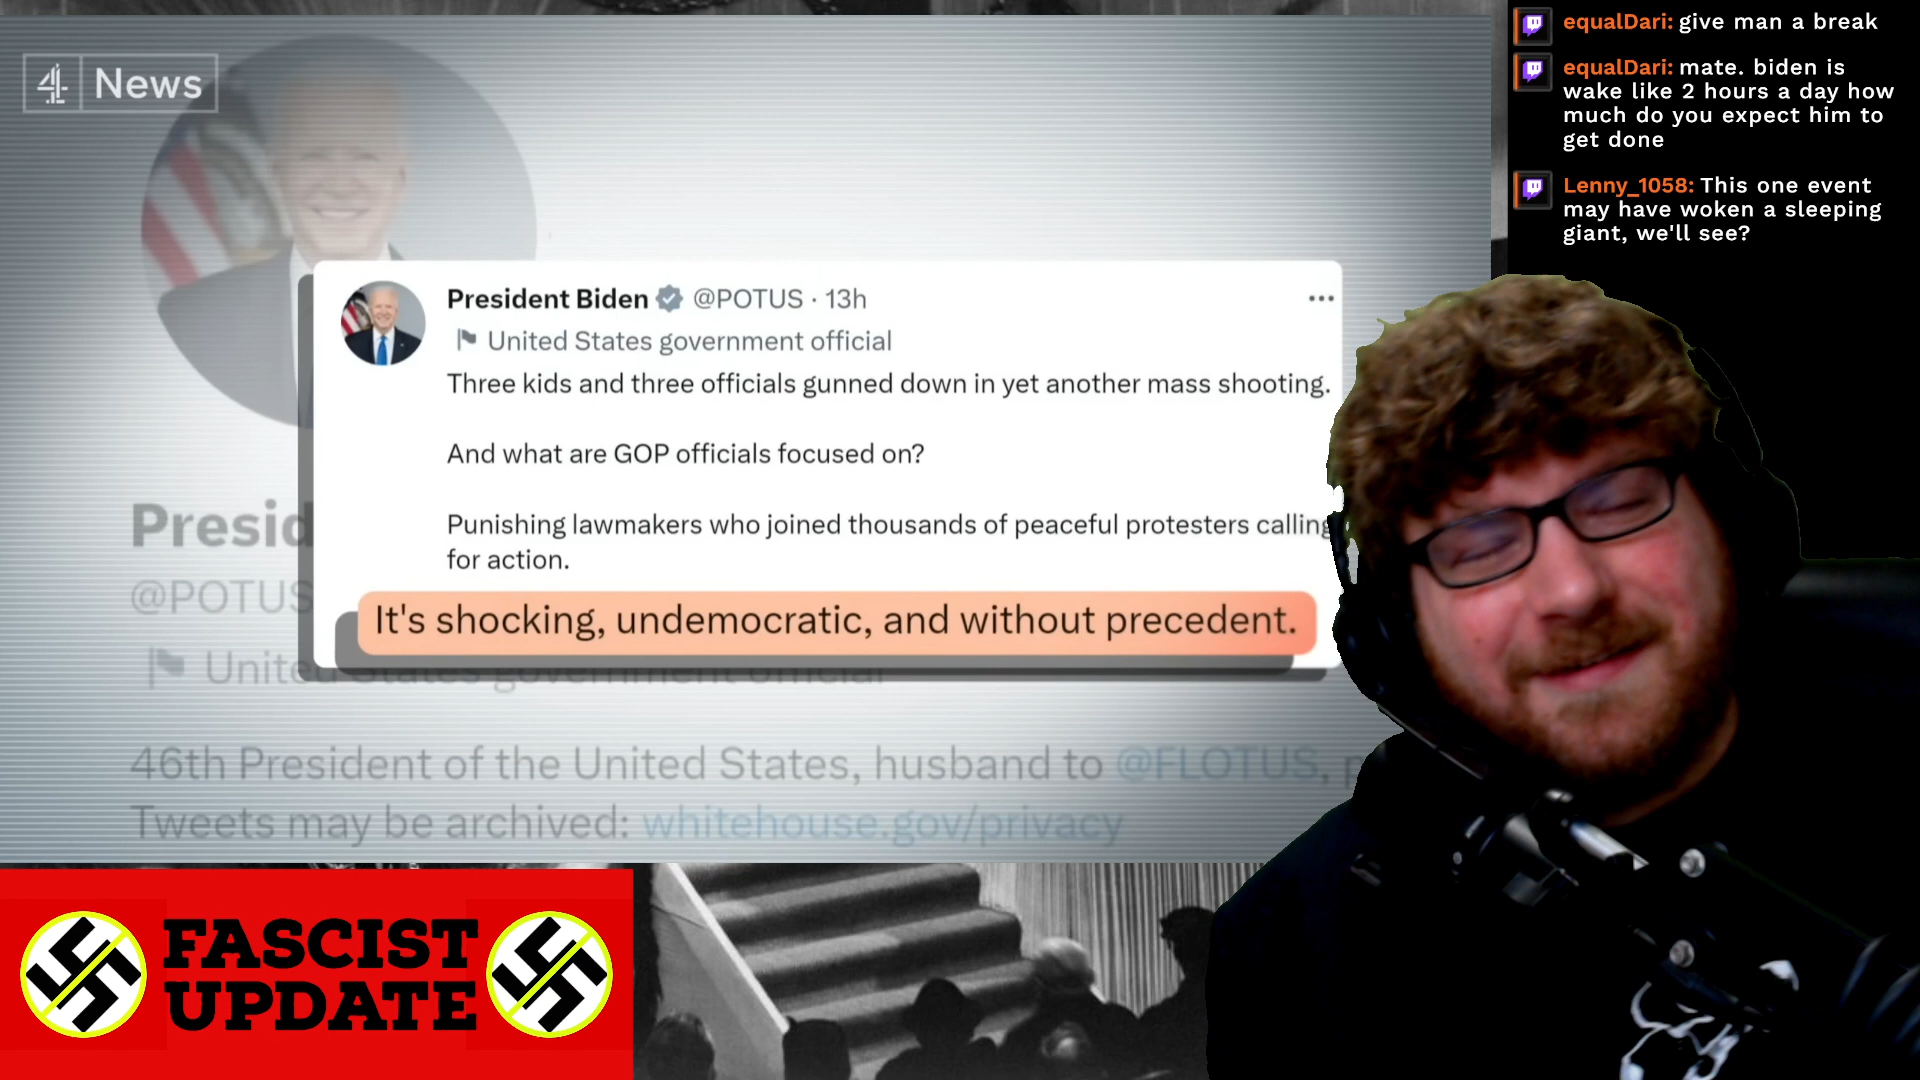 4 News
President Biden @POTUS · 13h
United States government official
Three kids and three officials gunned down in yet another mass shooting.
And what are GOP officials focused on?
Punishing lawmakers who joined thousands of peaceful protesters calling
for action.
It's shocking, undemocratic, and without precedent.
Presid
@POTUS
United States government official
46th President of the United States, husband to @FLOTUS,
Tweets may be archived: whitehouse.gov/privacy
FASCIST
UPDATE
equalDari: give man a break
equalDari: mate. biden is
wake like 2 hours a day how
much do you expect him to
get done
Lenny_1058: This one event
may have woken a sleeping
giant, we'll see?